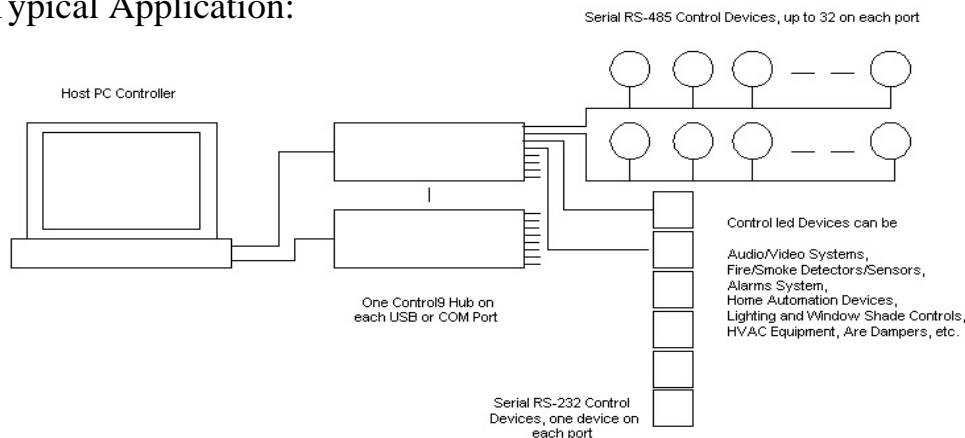 Typical Application:
Serial RS-485 Control Devices, up to 32 on each port
Host PC Controller
Control led Devices can be
Audio/Video Systems,
Fire/Smoke Detectors/Sensors,
Alarms System,
Home Automation Devices,
Lighting and Window Shade Controls,
HVAC Equipment, Are Dampers, etc.
One Control9 Hub on
each USB or COM Port
Serial RS-232 Control
Devices, one device on
each port